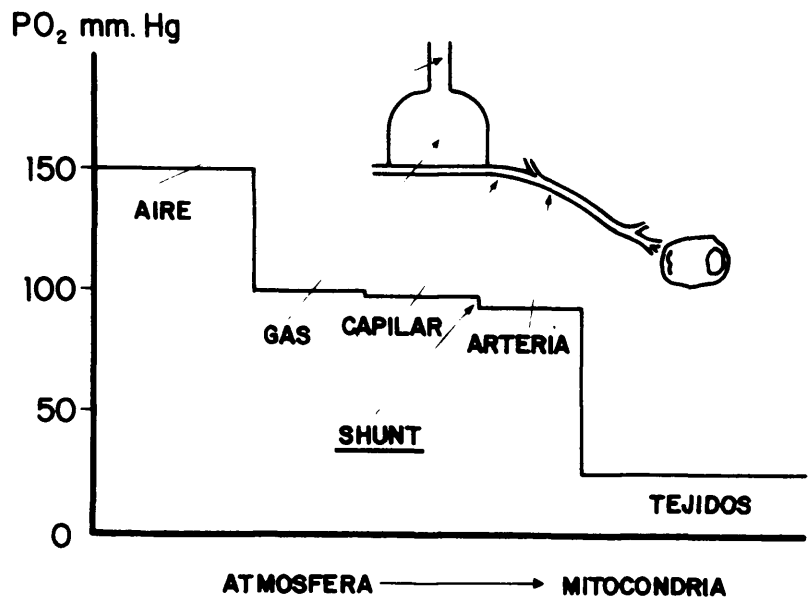 PO₂ mm. Hg
150
AIRE
100
GAS
CAPILAR
ARTERIA
50
SHUNT
TEJIDOS
0
ATMOSFERA → MITOCONDRIA